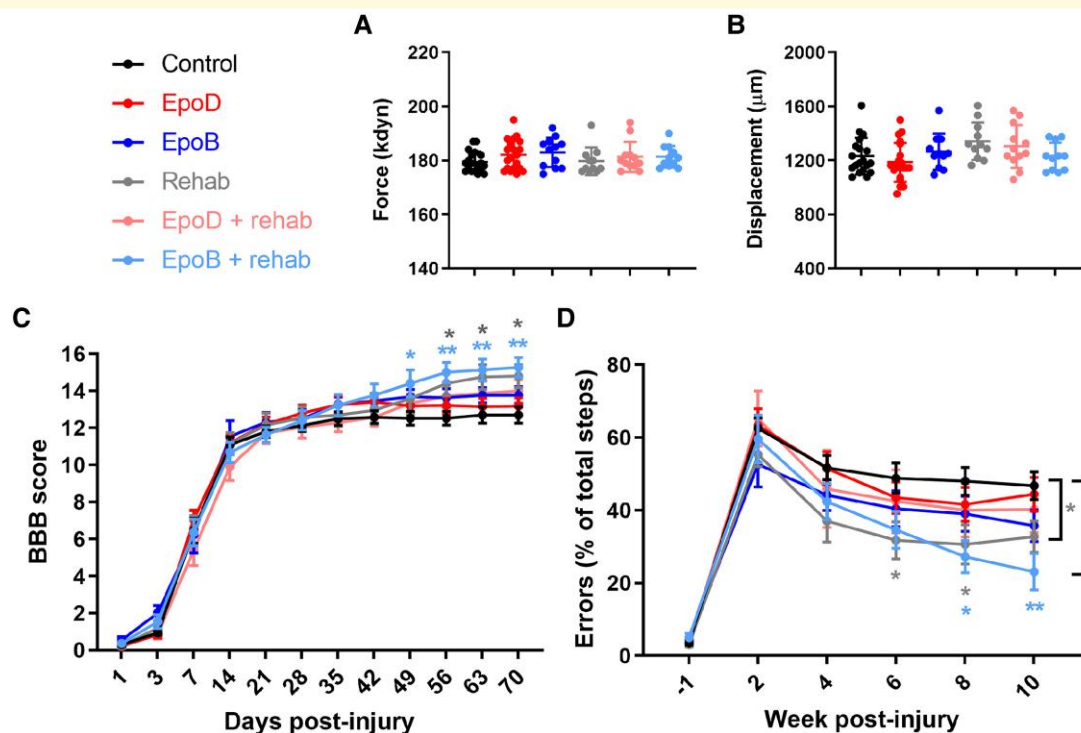 Control
EpoD
EpoB
Rehab
EpoD + rehab
EpoB + rehab
A
Force (kdyn)
220
200
180
160
140
B
Displacement (μm)
2000
1600
1200
800
400
C
BBB score
16
14
12
10
8
6
4
2
0
* * *
* ** ** **
1 3 7 14 21 28 35 42 49 56 63 70
Days post-injury
D
Errors (% of total steps)
80
60
40
20
0
*
* *
* **
-1 2 4 6 8 10
Week post-injury